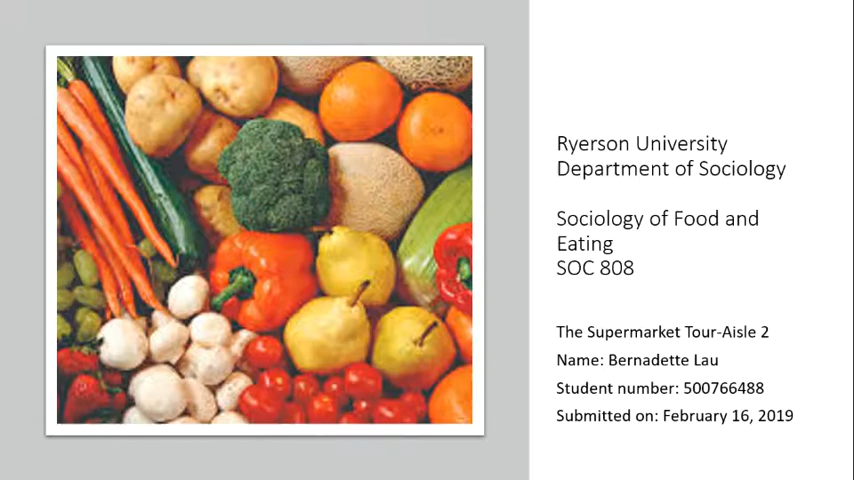 Ryerson University
Department of Sociology
Sociology of Food and
Eating
SOC 808
The Supermarket Tour-Aisle 2
Name: Bernadette Lau
Student number: 500766488
Submitted on: February 16, 2019